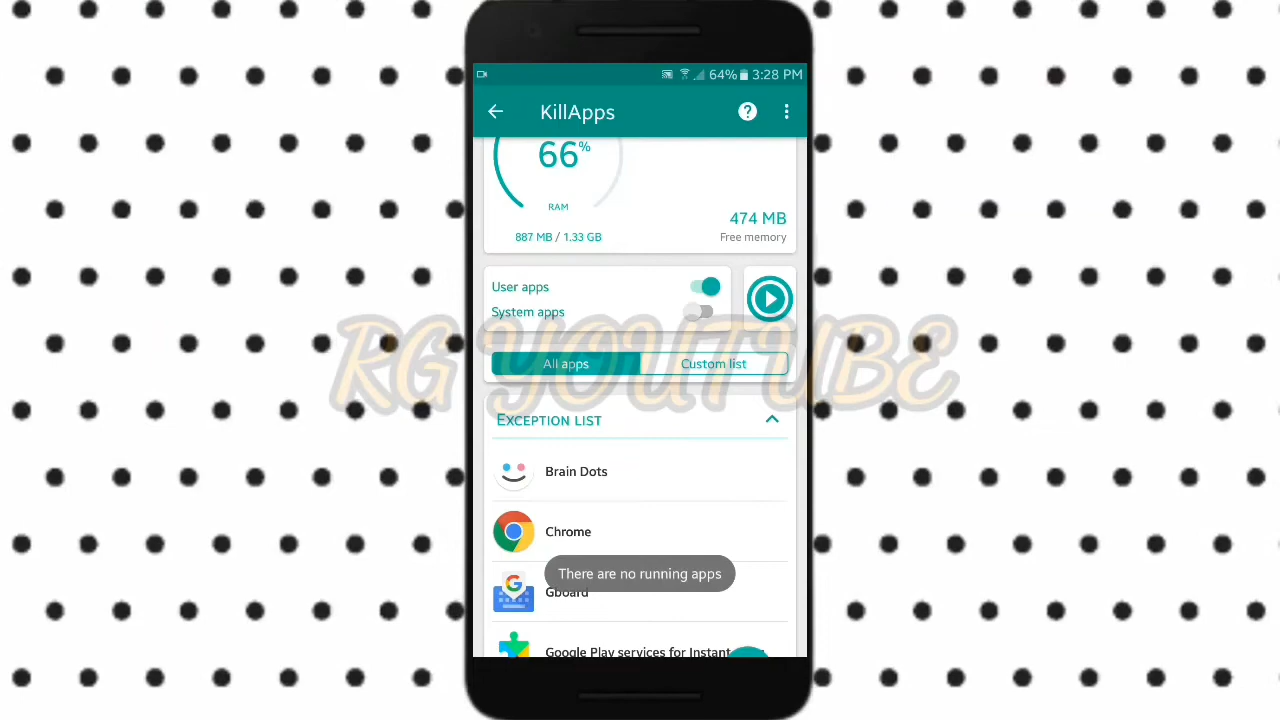 64% 3:28 PM
KillApps
66%
RAM
887 MB / 1.33 GB
474 MB
Free memory
User apps
System apps
All apps
Custom list
RG YOUTUBE
EXCEPTION LIST
Brain Dots
Chrome
There are no running apps
Gboard
Google Play services for Instant